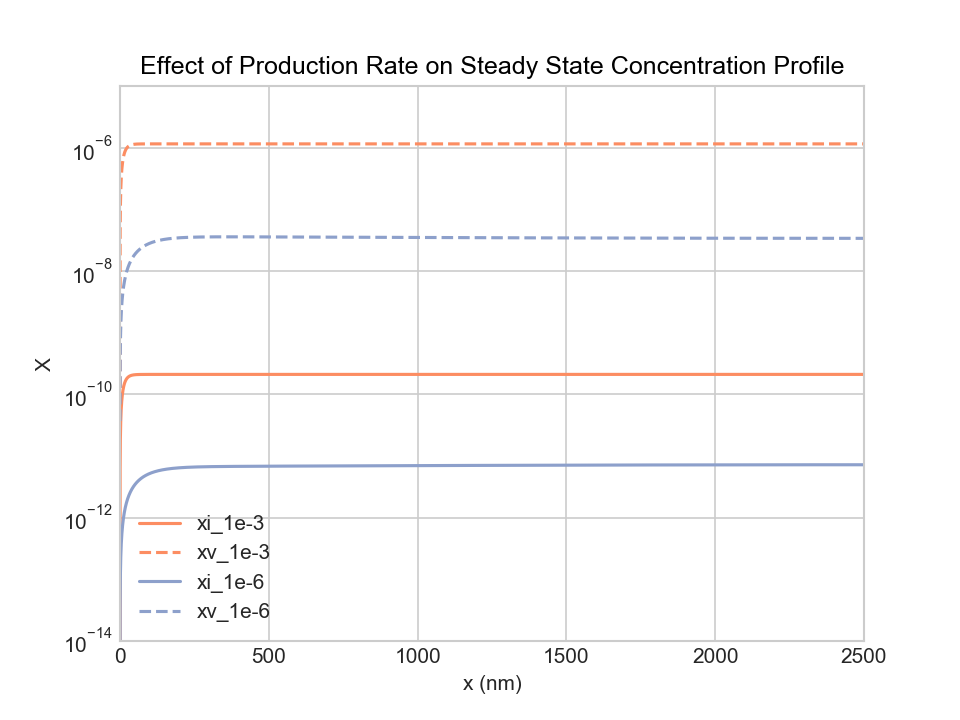 Effect of Production Rate on Steady State Concentration Profile
10⁻⁶
10⁻⁸
10⁻¹⁰
10⁻¹²
10⁻¹⁴
X
xi_1e-3
xv_1e-3
xi_1e-6
xv_1e-6
0 500 1000 1500 2000 2500
x (nm)